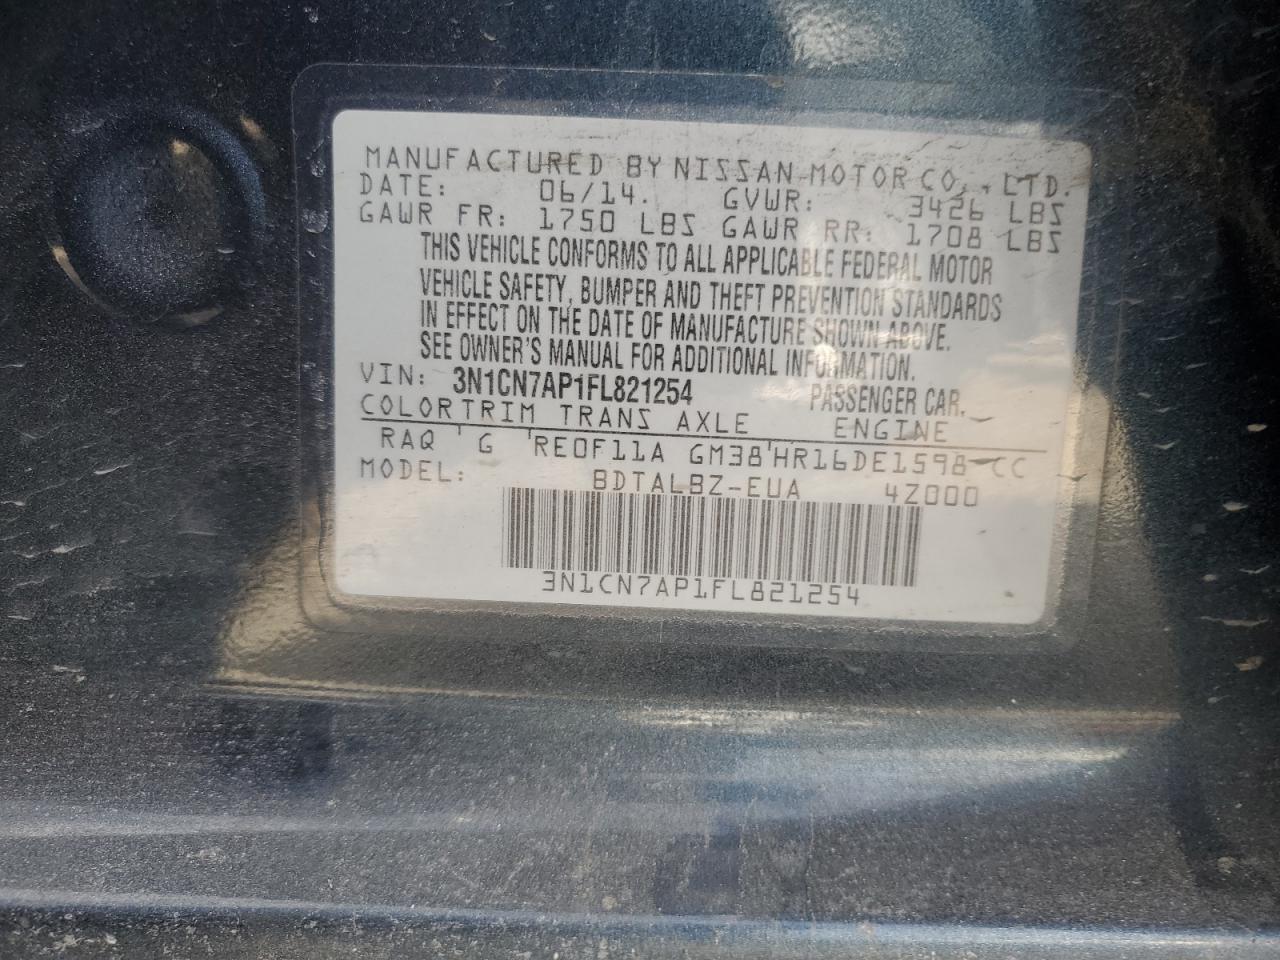 MANUFACTURED BY NISSAN MOTOR CO., LTD.
DATE: 06/14. GVWR: 3426 LBS
GAWR FR: 1750 LBS GAWR RR: 1708 LBS
THIS VEHICLE CONFORMS TO ALL APPLICABLE FEDERAL MOTOR
VEHICLE SAFETY, BUMPER AND THEFT PREVENTION STANDARDS
IN EFFECT ON THE DATE OF MANUFACTURE SHOWN ABOVE.
SEE OWNER'S MANUAL FOR ADDITIONAL INFORMATION.
VIN: 3N1CN7AP1FL821254 PASSENGER CAR.
COLORTRIM TRANS AXLE ENGINE
RAQ ' G 'RE0F11A GM38'HR16DE1598 CC
MODEL: BDTALBZ-EUA 4Z000
3N1CN7AP1FL821254